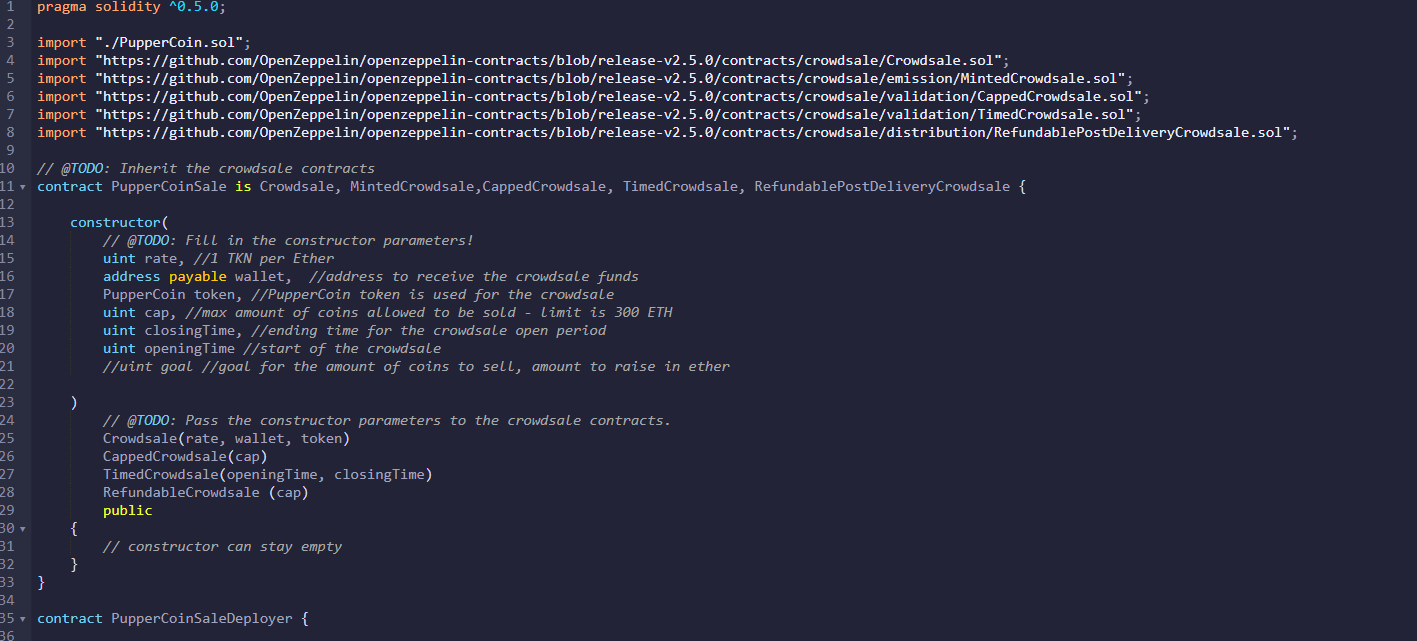 1 pragma solidity ^0.5.0;
2
3 import "./PupperCoin.sol";
4 import "https://github.com/OpenZeppelin/openzeppelin-contracts/blob/release-v2.5.0/contracts/crowdsale/Crowdsale.sol";
5 import "https://github.com/OpenZeppelin/openzeppelin-contracts/blob/release-v2.5.0/contracts/crowdsale/emission/MintedCrowdsale.sol";
6 import "https://github.com/OpenZeppelin/openzeppelin-contracts/blob/release-v2.5.0/contracts/crowdsale/validation/CappedCrowdsale.sol";
7 import "https://github.com/OpenZeppelin/openzeppelin-contracts/blob/release-v2.5.0/contracts/crowdsale/validation/TimedCrowdsale.sol";
8 import "https://github.com/OpenZeppelin/openzeppelin-contracts/blob/release-v2.5.0/contracts/crowdsale/distribution/RefundablePostDeliveryCrowdsale.sol";
9
10 // @TODO: Inherit the crowdsale contracts
11 contract PupperCoinSale is Crowdsale, MintedCrowdsale,CappedCrowdsale, TimedCrowdsale, RefundablePostDeliveryCrowdsale {
12
13     constructor(
14         // @TODO: Fill in the constructor parameters!
15         uint rate, //1 TKN per Ether
16         address payable wallet,  //address to receive the crowdsale funds
17         PupperCoin token, //PupperCoin token is used for the crowdsale
18         uint cap, //max amount of coins allowed to be sold - limit is 300 ETH
19         uint closingTime, //ending time for the crowdsale open period
20         uint openingTime //start of the crowdsale
21         //uint goal //goal for the amount of coins to sell, amount to raise in ether
22
23     )
24         // @TODO: Pass the constructor parameters to the crowdsale contracts.
25         Crowdsale(rate, wallet, token)
26         CappedCrowdsale(cap)
27         TimedCrowdsale(openingTime, closingTime)
28         RefundableCrowdsale (cap)
29         public
30     {
31         // constructor can stay empty
32     }
33 }
34
35 contract PupperCoinSaleDeployer {
36